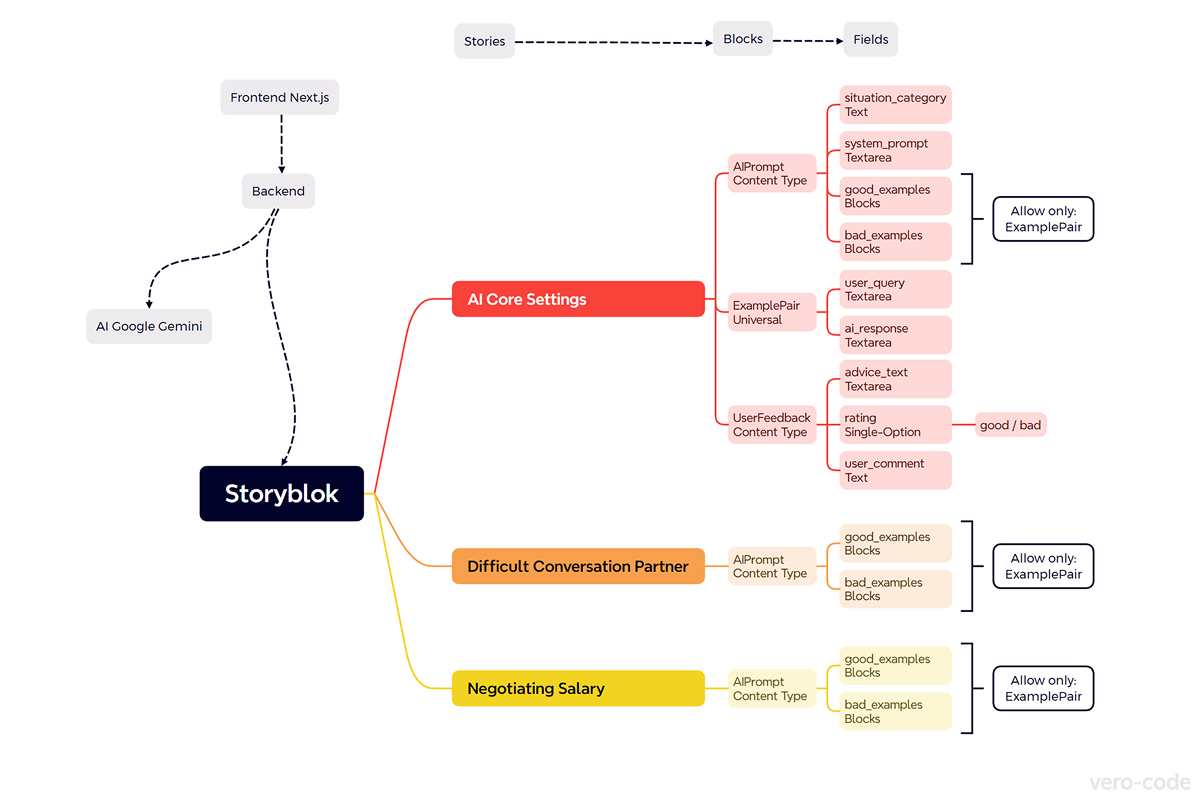 Stories
Blocks
Fields
Frontend Next.js
Backend
AI Google Gemini
Storyblok
AI Core Settings
AIPrompt
Content Type
situation_category
Text
system_prompt
Textarea
good_examples
Blocks
bad_examples
Blocks
Allow only:
ExamplePair
ExamplePair
Universal
user_query
Textarea
ai_response
Textarea
UserFeedback
Content Type
advice_text
Textarea
rating
Single-Option
good / bad
user_comment
Text
Difficult Conversation Partner
AIPrompt
Content Type
good_examples
Blocks
bad_examples
Blocks
Allow only:
ExamplePair
Negotiating Salary
AIPrompt
Content Type
good_examples
Blocks
bad_examples
Blocks
Allow only:
ExamplePair
vero-code